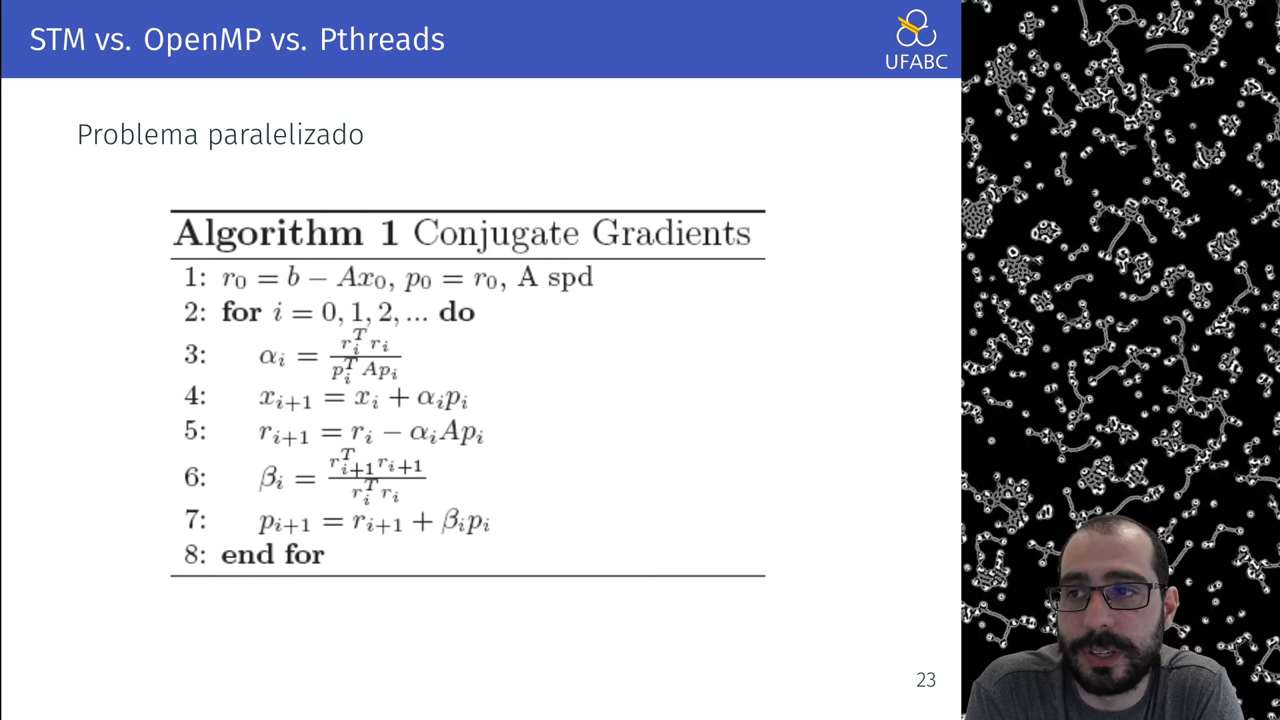 STM vs. OpenMP vs. Pthreads
UFABC
Problema paralelizado
Algorithm 1 Conjugate Gradients
1: r₀ = b − Ax₀, p₀ = r₀, A spd
2: for i = 0, 1, 2, ... do
3: αᵢ = rᵢᵀrᵢ / pᵢᵀApᵢ
4: xᵢ₊₁ = xᵢ + αᵢpᵢ
5: rᵢ₊₁ = rᵢ − αᵢApᵢ
6: βᵢ = rᵢ₊₁ᵀrᵢ₊₁ / rᵢᵀrᵢ
7: pᵢ₊₁ = rᵢ₊₁ + βᵢpᵢ
8: end for
23